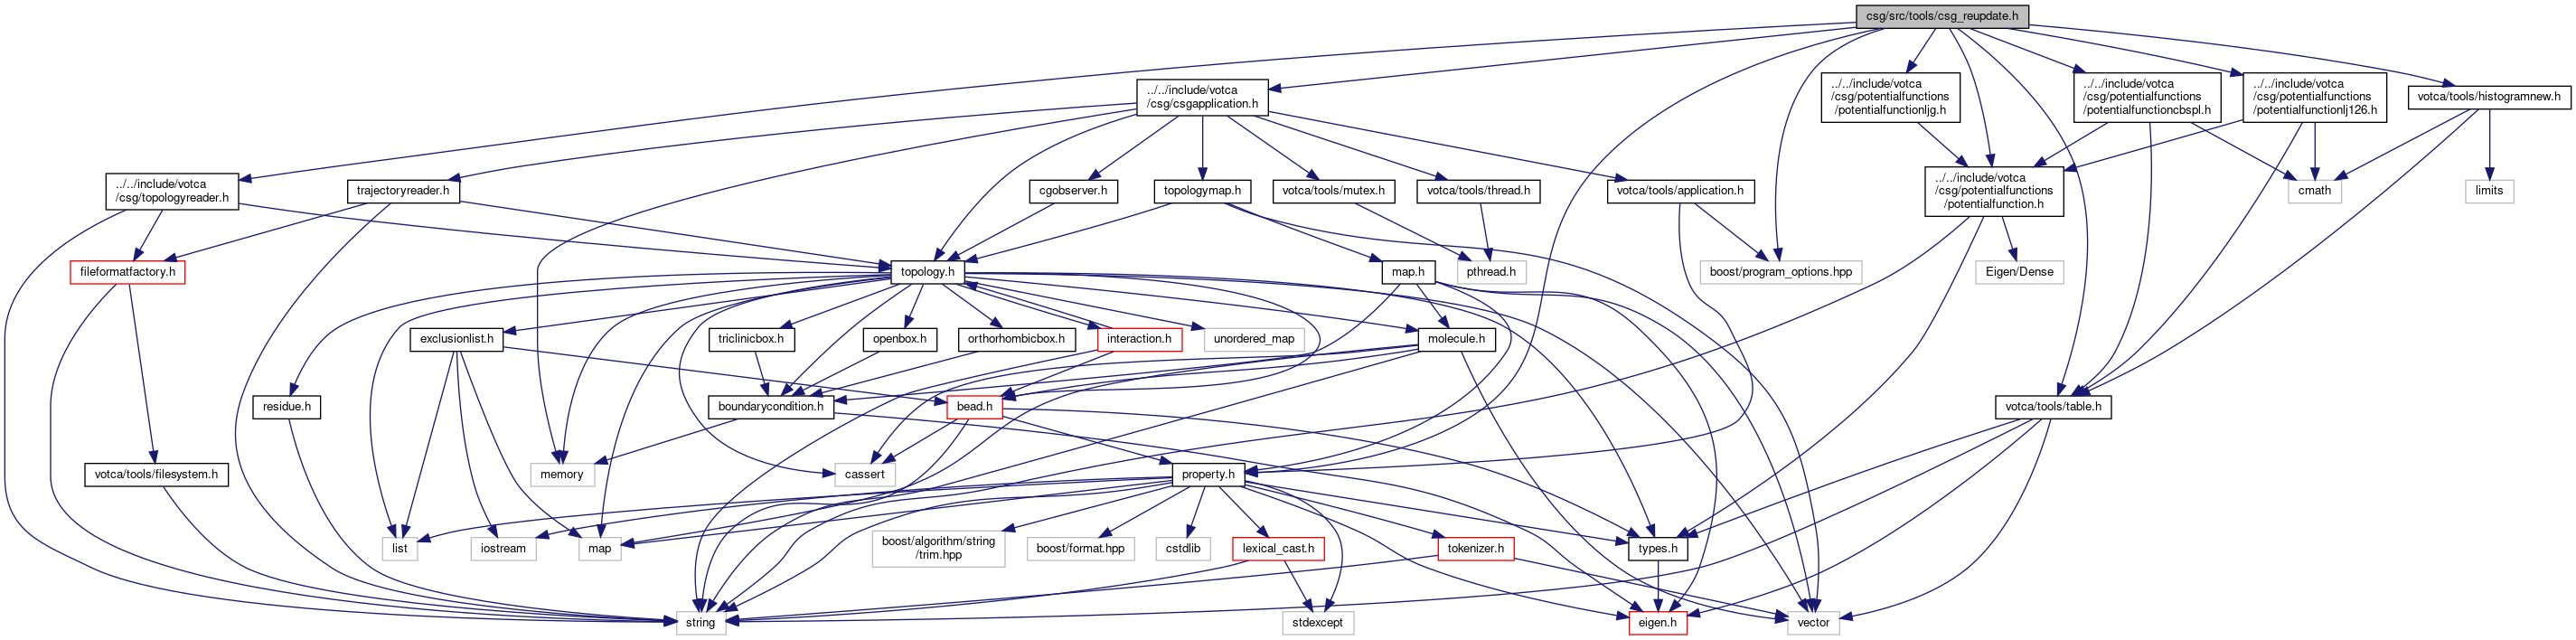 csg/src/tools/csg_reupdate.h
../../include/votca
/csg/csgapplication.h
../../include/votca
/csg/potentialfunctions
/potentialfunctionljg.h
../../include/votca
/csg/potentialfunctions
/potentialfunctioncbspl.h
../../include/votca
/csg/potentialfunctions
/potentialfunctionlj126.h
votca/tools/histogramnew.h
../../include/votca
/csg/topologyreader.h
trajectoryreader.h
cgobserver.h
topologymap.h
votca/tools/mutex.h
votca/tools/thread.h
votca/tools/application.h
../../include/votca
/csg/potentialfunctions
/potentialfunction.h
cmath
limits
fileformatfactory.h
topology.h
map.h
pthread.h
boost/program_options.hpp
Eigen/Dense
exclusionlist.h
triclinicbox.h
openbox.h
orthorhombicbox.h
interaction.h
unordered_map
molecule.h
residue.h
boundarycondition.h
bead.h
votca/tools/table.h
votca/tools/filesystem.h
memory
cassert
property.h
list
iostream
map
boost/algorithm/string
/trim.hpp
boost/format.hpp
cstdlib
lexical_cast.h
tokenizer.h
types.h
string
stdexcept
eigen.h
vector